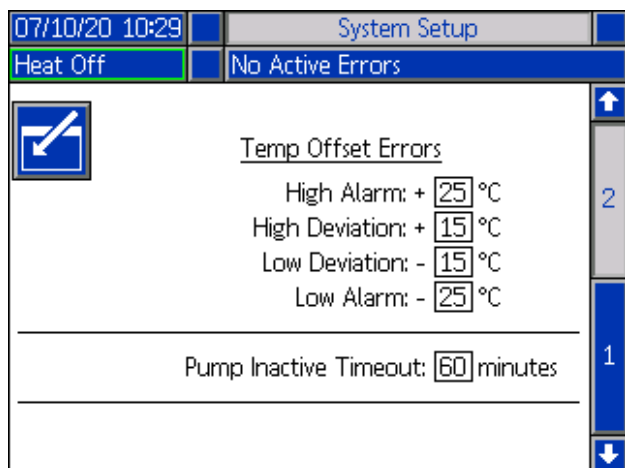 07/10/20 10:29 System Setup
Heat Off No Active Errors
Temp Offset Errors
High Alarm: + 25 °C
High Deviation: + 15 °C
Low Deviation: - 15 °C
Low Alarm: - 25 °C
2
Pump Inactive Timeout: 60 minutes
1